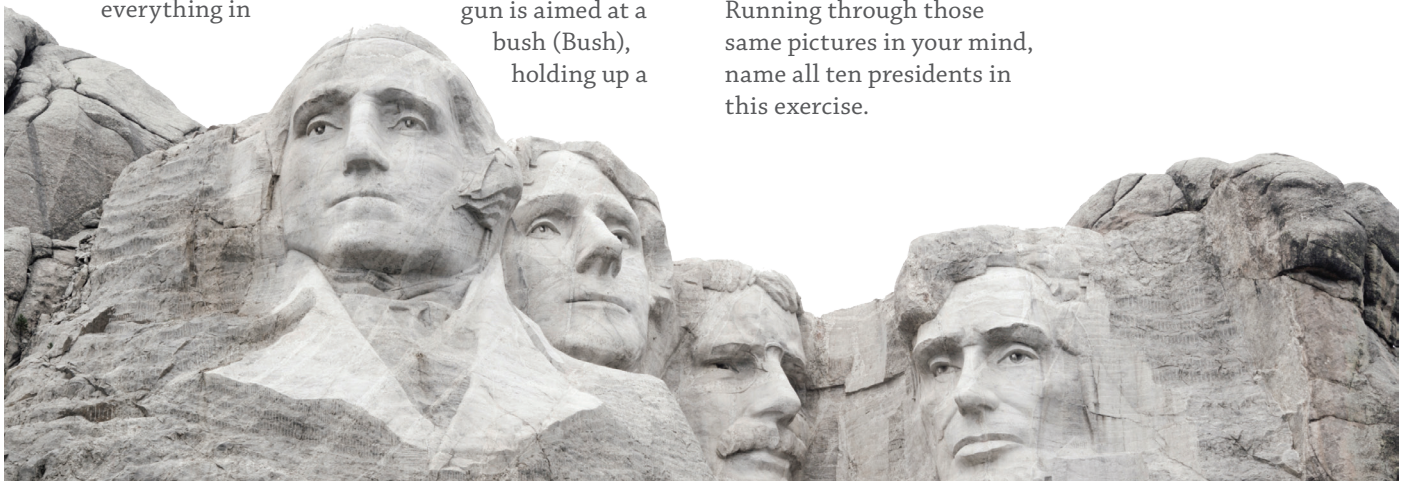 everything in
gun is aimed at a
bush (Bush),
holding up a
Running through those
same pictures in your mind,
name all ten presidents in
this exercise.